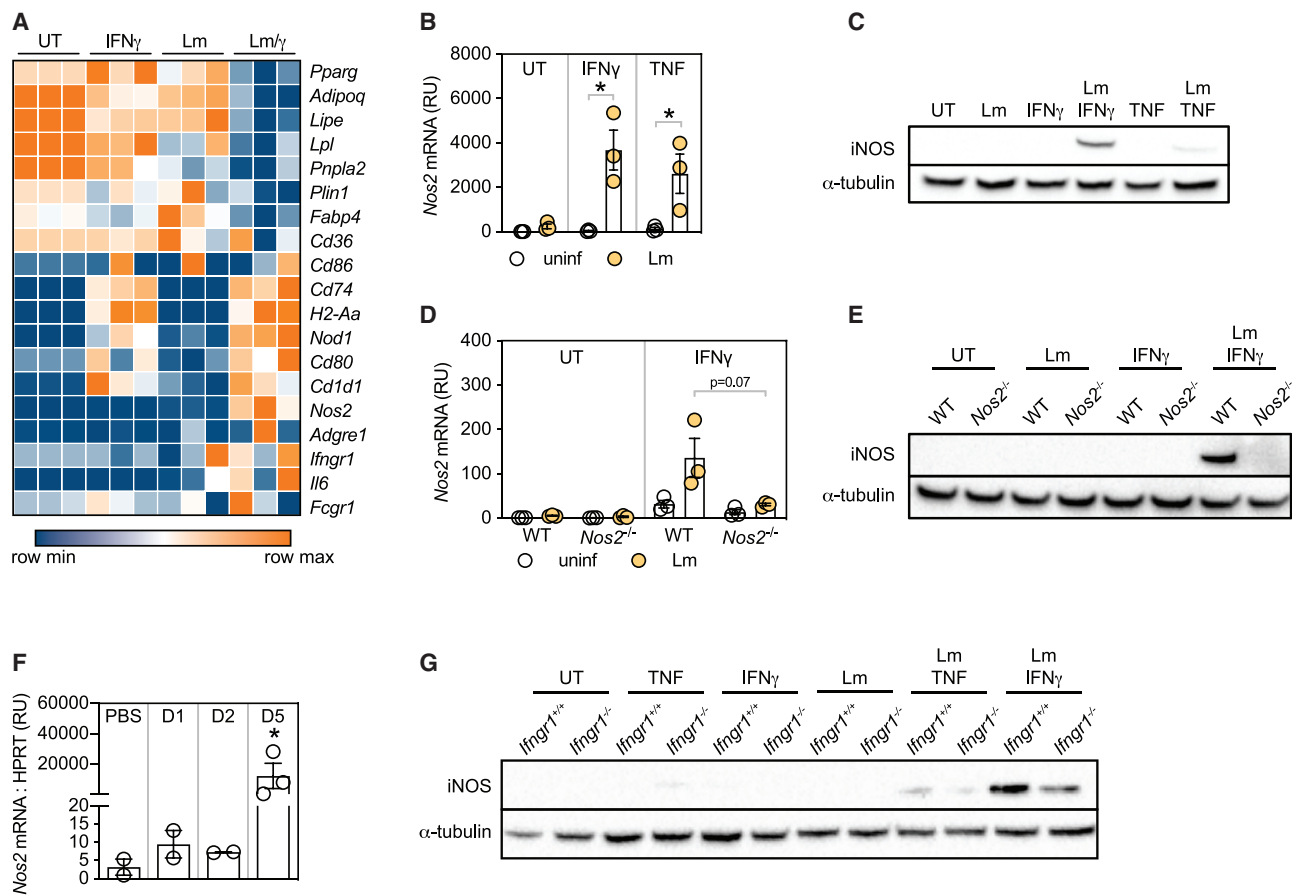 A
UT IFNγ Lm Lm/γ
Pparg
Adipoq
Lipe
Lpl
Pnpla2
Plin1
Fabp4
Cd36
Cd86
Cd74
H2-Aa
Nod1
Cd80
Cd1d1
Nos2
Adgre1
Ifngr1
Il6
Fcgr1
row min row max
B
Nos2 mRNA (RU)
8000
6000
4000
2000
0
UT IFNγ TNF
* *
uninf Lm
C
UT Lm IFNγ Lm IFNγ TNF Lm TNF
iNOS
α-tubulin
D
Nos2 mRNA (RU)
400
300
200
100
0
UT IFNγ
p=0.07
WT Nos2-/- WT Nos2-/-
uninf Lm
E
UT Lm IFNγ Lm IFNγ
WT Nos2-/- WT Nos2-/- WT Nos2-/- WT Nos2-/-
iNOS
α-tubulin
F
Nos2 mRNA : HPRT (RU)
60000
40000
20000
0
15
10
5
0
PBS D1 D2 D5
*
G
UT TNF IFNγ Lm Lm TNF Lm IFNγ
Ifngr1+/+ Ifngr1-/- Ifngr1+/+ Ifngr1-/- Ifngr1+/+ Ifngr1-/- Ifngr1+/+ Ifngr1-/- Ifngr1+/+ Ifngr1-/- Ifngr1+/+ Ifngr1-/-
iNOS
α-tubulin